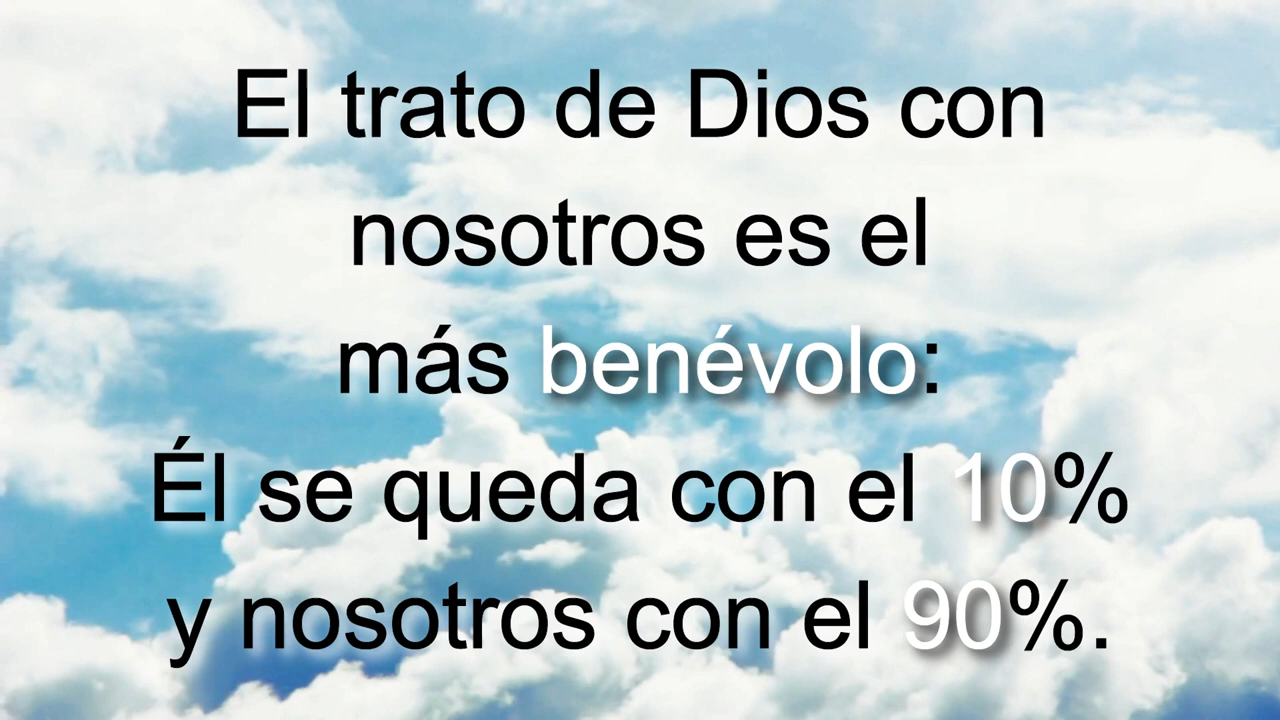 El trato de Dios con
nosotros es el
más benévolo:
Él se queda con el 10%
y nosotros con el 90%.